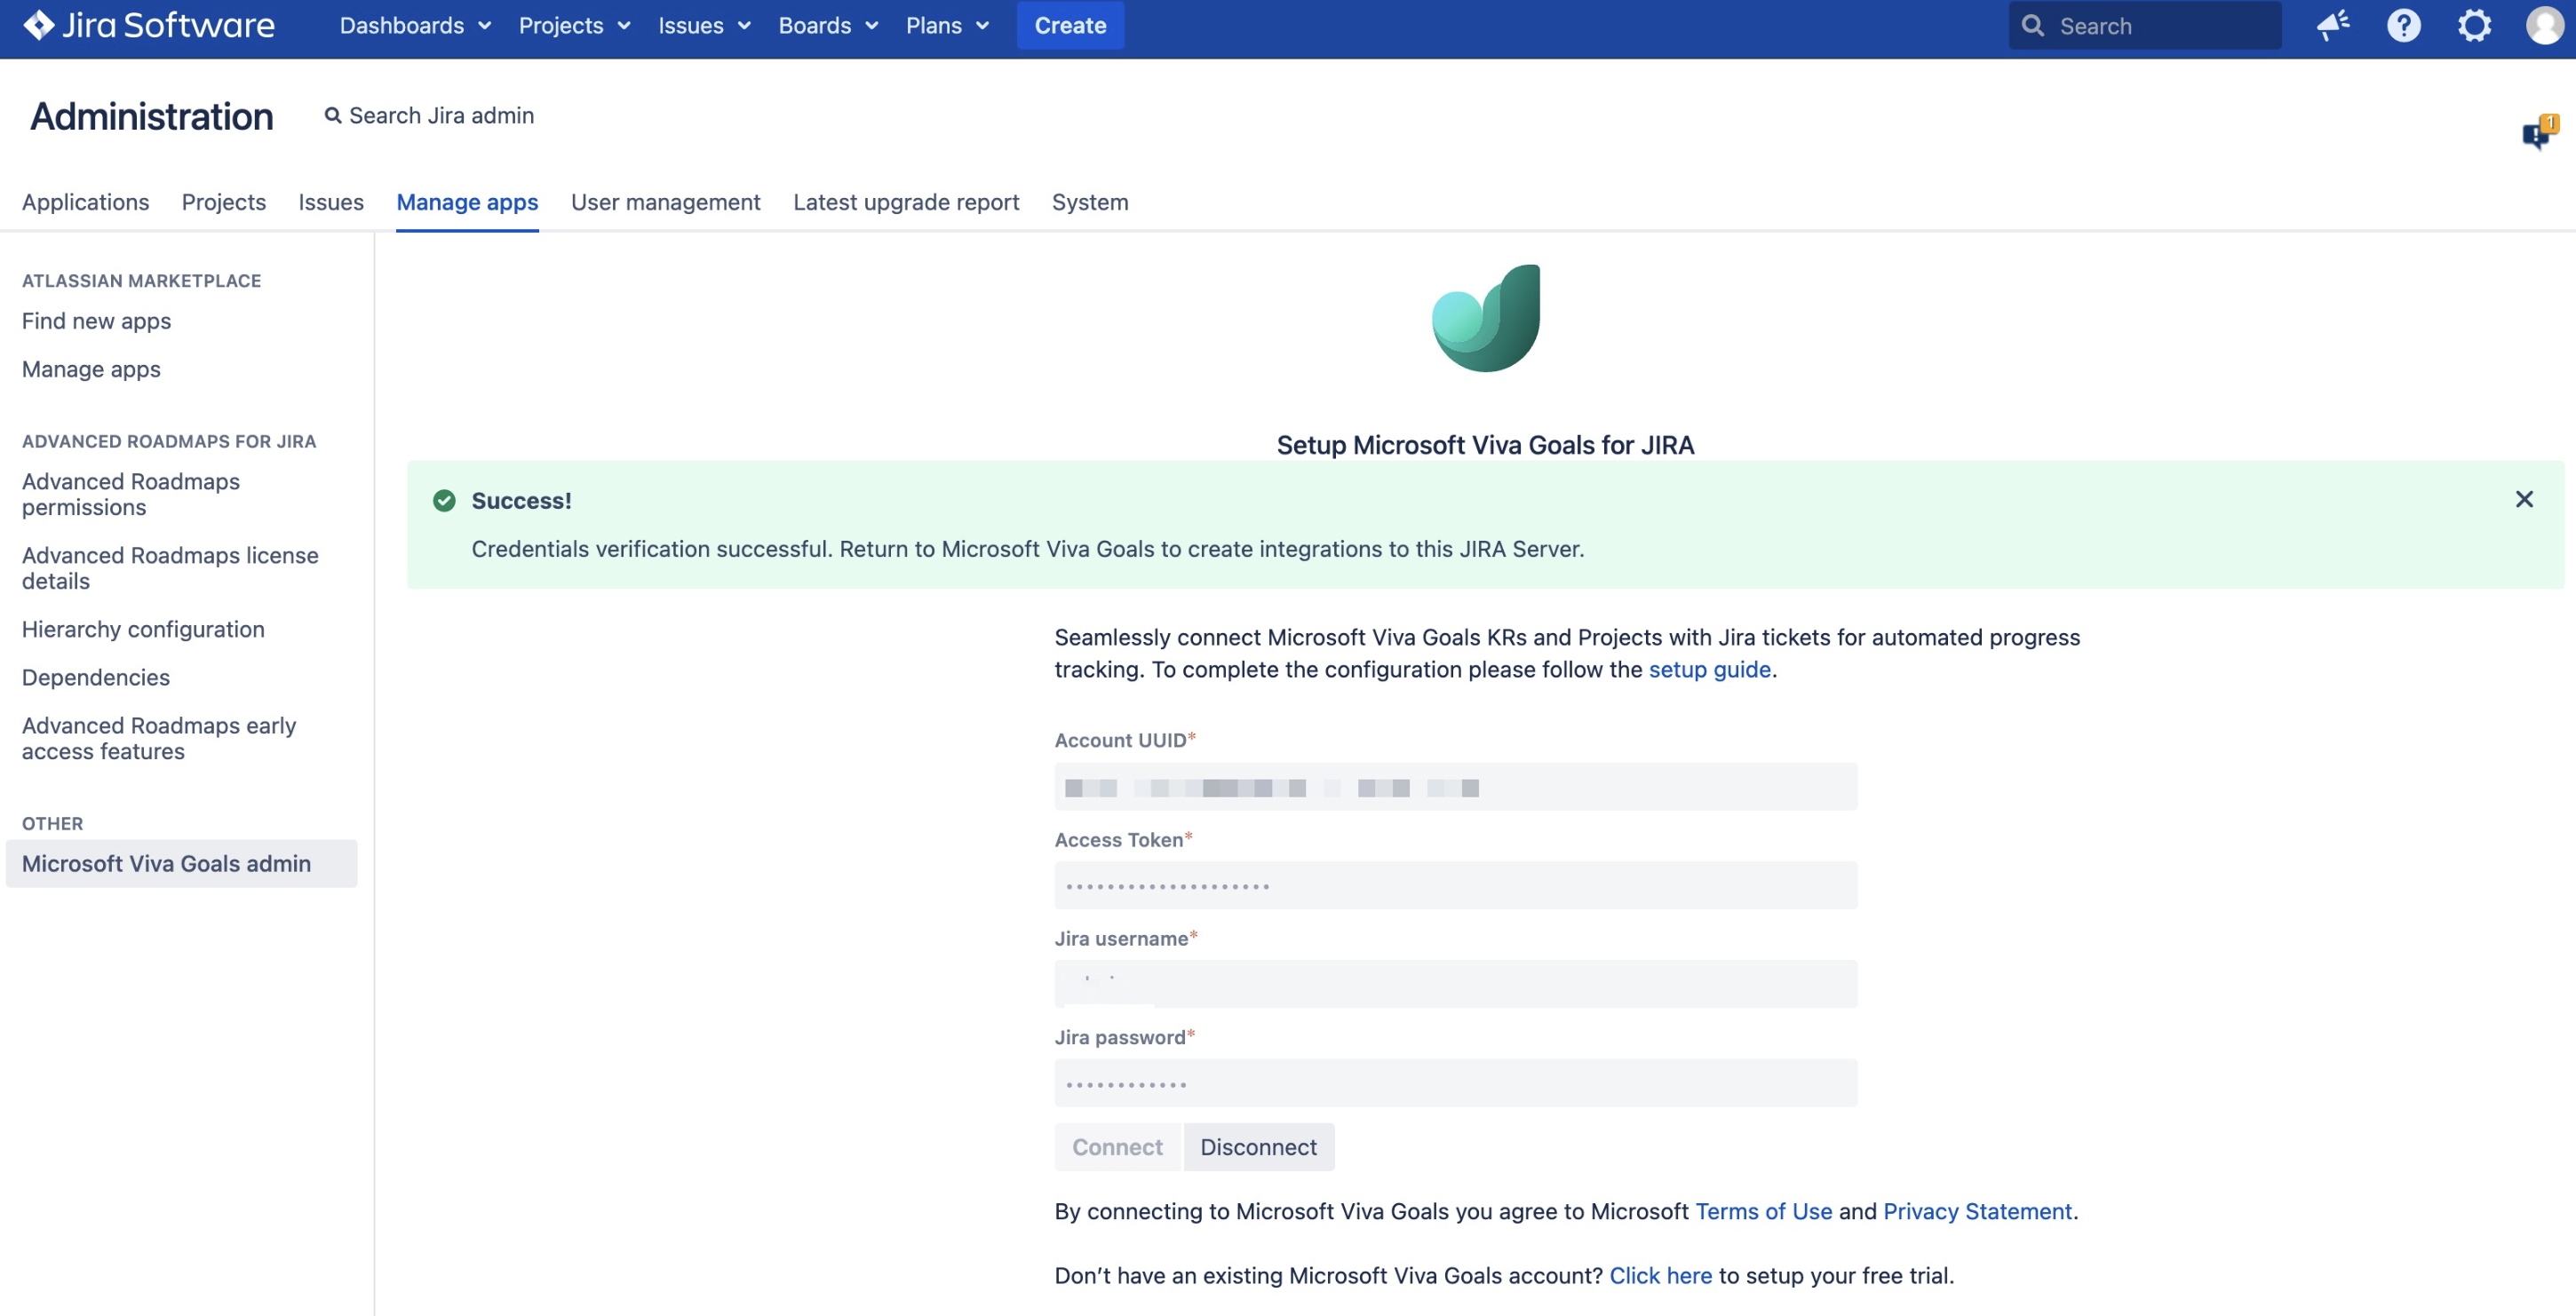 Jira Software
Dashboards Projects Issues Boards Plans Create Search
Administration Search Jira admin
1
Applications Projects Issues Manage apps User management Latest upgrade report System
ATLASSIAN MARKETPLACE
Find new apps
Manage apps
ADVANCED ROADMAPS FOR JIRA
Advanced Roadmaps
permissions
Advanced Roadmaps license
details
Hierarchy configuration
Dependencies
Advanced Roadmaps early
access features
OTHER
Microsoft Viva Goals admin
Setup Microsoft Viva Goals for JIRA
Success!
Credentials verification successful. Return to Microsoft Viva Goals to create integrations to this JIRA Server.
Seamlessly connect Microsoft Viva Goals KRs and Projects with Jira tickets for automated progress
tracking. To complete the configuration please follow the setup guide.
Account UUID*
Access Token*
Jira username*
Jira password*
Connect Disconnect
By connecting to Microsoft Viva Goals you agree to Microsoft Terms of Use and Privacy Statement.
Don’t have an existing Microsoft Viva Goals account? Click here to setup your free trial.